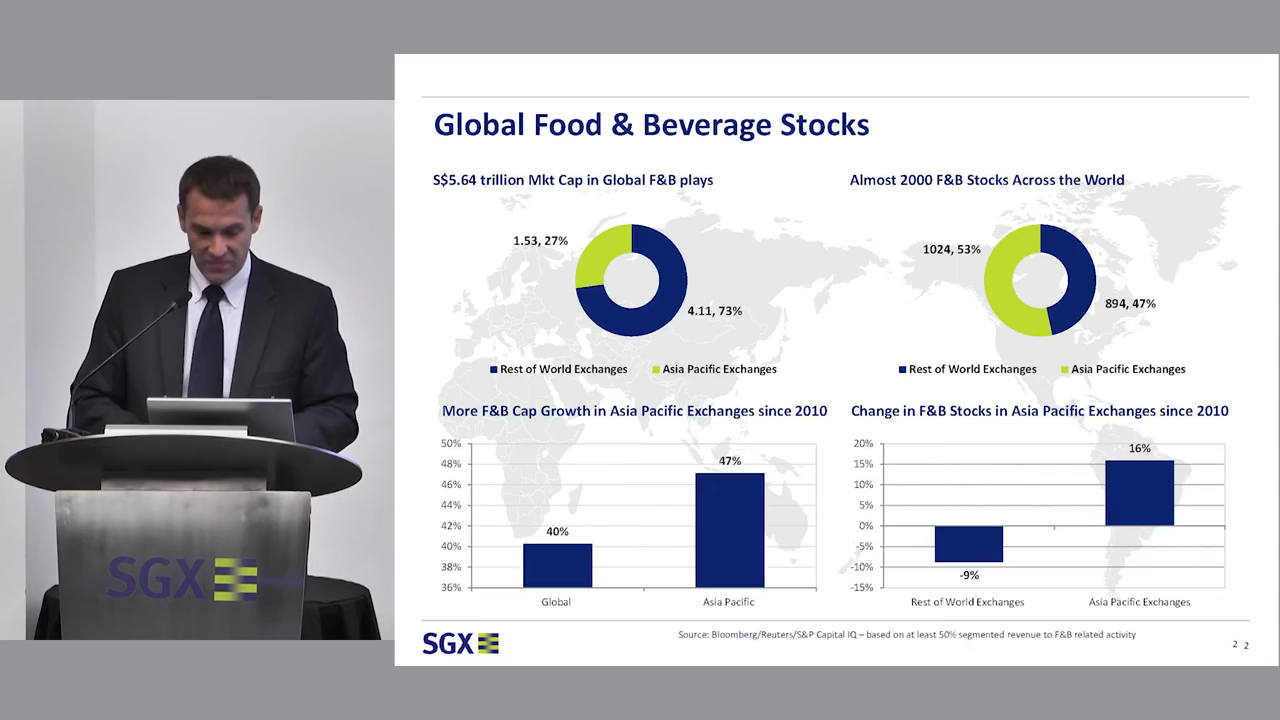 Global Food & Beverage Stocks
S$5.64 trillion Mkt Cap in Global F&B plays
1.53, 27%
4.11, 73%
Rest of World Exchanges
Asia Pacific Exchanges
Almost 2000 F&B Stocks Across the World
1024, 53%
894, 47%
Rest of World Exchanges
Asia Pacific Exchanges
More F&B Cap Growth in Asia Pacific Exchanges since 2010
50%
48%
46%
44%
42%
40%
38%
36%
40%
47%
Global
Asia Pacific
Change in F&B Stocks in Asia Pacific Exchanges since 2010
20%
15%
10%
5%
0%
-5%
-10%
-15%
-9%
16%
Rest of World Exchanges
Asia Pacific Exchanges
SGX
Source: Bloomberg/Reuters/S&P Capital IQ – based on at least 50% segmented revenue to F&B related activity
2 2
SGX